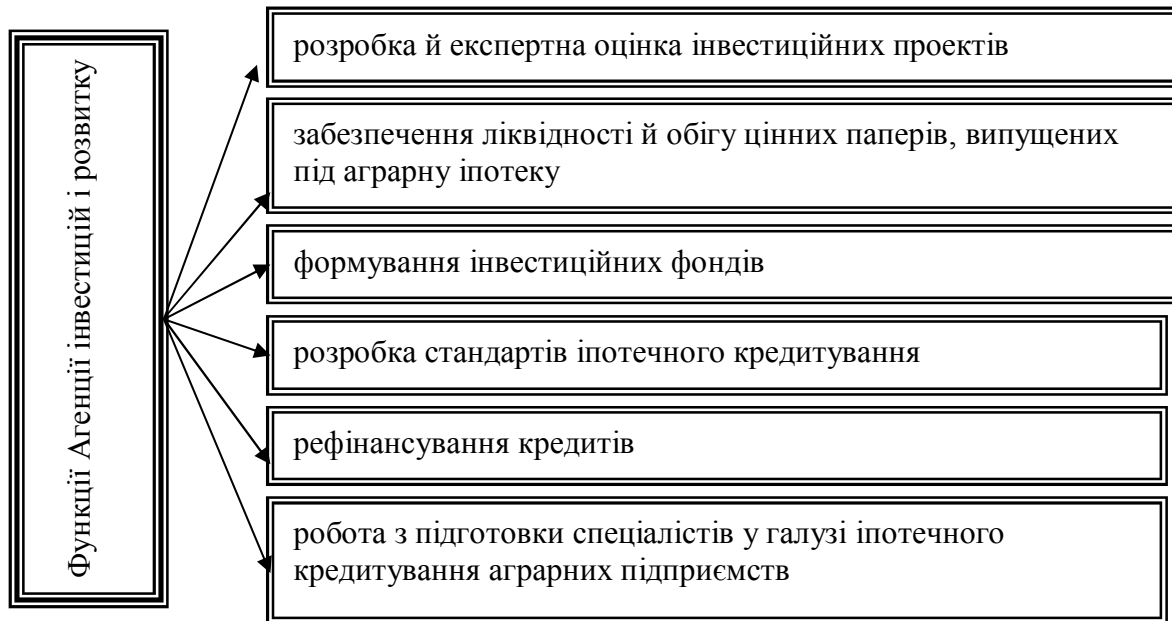 Функції Агенції інвестицій і розвитку
розробка й експертна оцінка інвестиційних проектів
забезпечення ліквідності й обігу цінних паперів, випущених
під аграрну іпотеку
формування інвестиційних фондів
розробка стандартів іпотечного кредитування
рефінансування кредитів
робота з підготовки спеціалістів у галузі іпотечного
кредитування аграрних підприємств